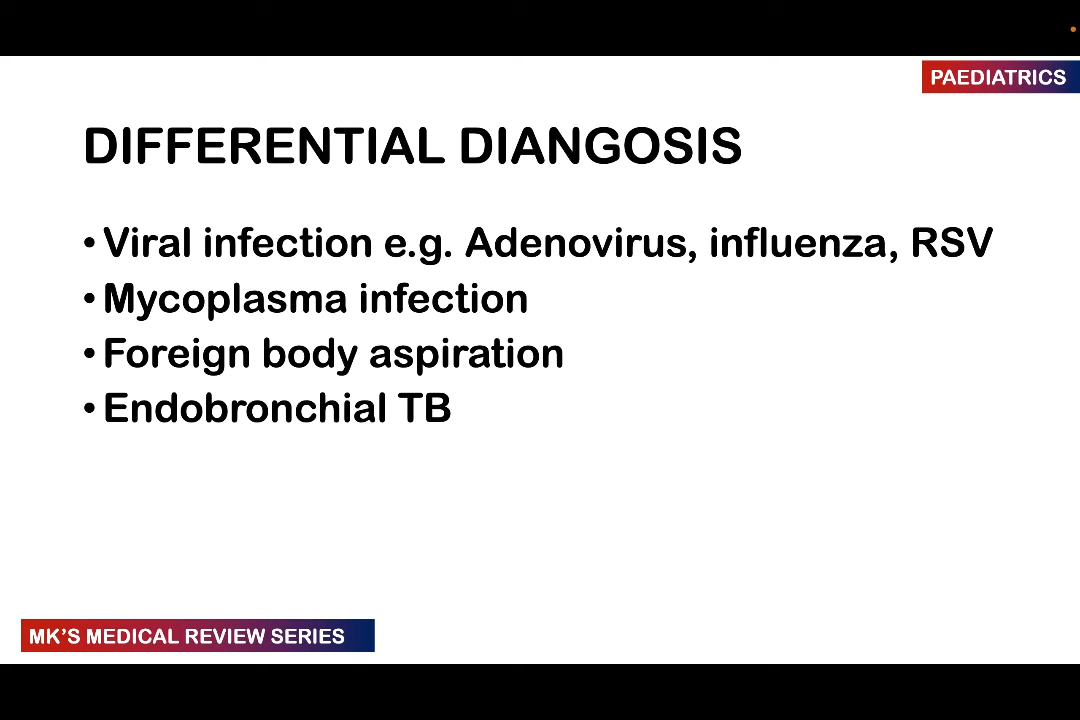 PAEDIATRICS
DIFFERENTIAL DIANGOSIS
• Viral infection e.g. Adenovirus, influenza, RSV
• Mycoplasma infection
• Foreign body aspiration
• Endobronchial TB
MK’S MEDICAL REVIEW SERIES